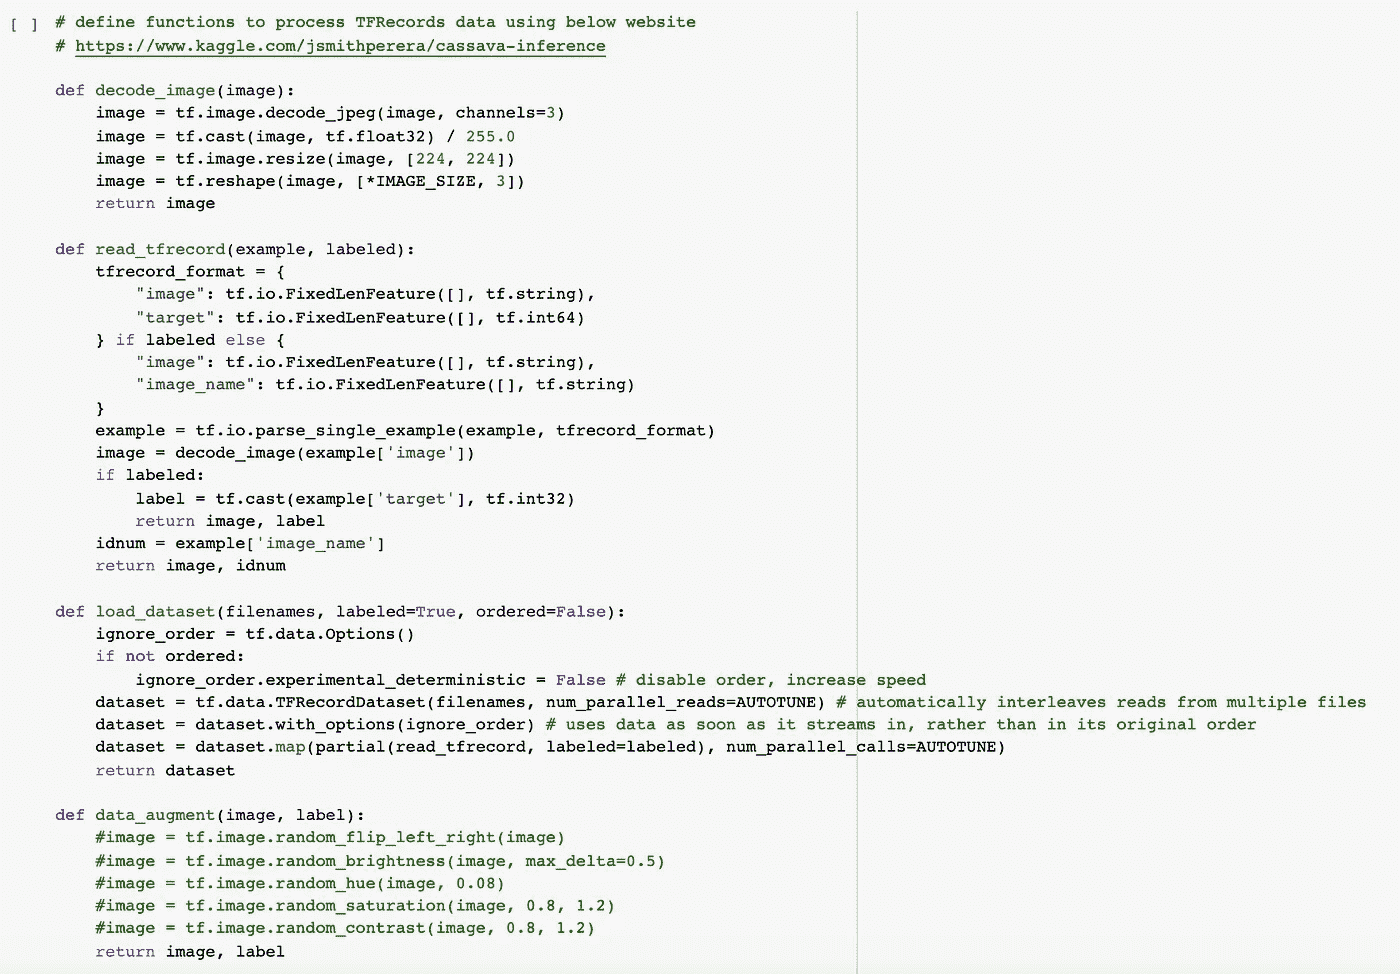 [ ] # define functions to process TFRecords data using below website
# https://www.kaggle.com/jsmithperera/cassava-inference

def decode_image(image):
    image = tf.image.decode_jpeg(image, channels=3)
    image = tf.cast(image, tf.float32) / 255.0
    image = tf.image.resize(image, [224, 224])
    image = tf.reshape(image, [*IMAGE_SIZE, 3])
    return image

def read_tfrecord(example, labeled):
    tfrecord_format = {
        "image": tf.io.FixedLenFeature([], tf.string),
        "target": tf.io.FixedLenFeature([], tf.int64)
    } if labeled else {
        "image": tf.io.FixedLenFeature([], tf.string),
        "image_name": tf.io.FixedLenFeature([], tf.string)
    }
    example = tf.io.parse_single_example(example, tfrecord_format)
    image = decode_image(example['image'])
    if labeled:
        label = tf.cast(example['target'], tf.int32)
        return image, label
    idnum = example['image_name']
    return image, idnum

def load_dataset(filenames, labeled=True, ordered=False):
    ignore_order = tf.data.Options()
    if not ordered:
        ignore_order.experimental_deterministic = False # disable order, increase speed
    dataset = tf.data.TFRecordDataset(filenames, num_parallel_reads=AUTOTUNE) # automatically interleaves reads from multiple files
    dataset = dataset.with_options(ignore_order) # uses data as soon as it streams in, rather than in its original order
    dataset = dataset.map(partial(read_tfrecord, labeled=labeled), num_parallel_calls=AUTOTUNE)
    return dataset

def data_augment(image, label):
    #image = tf.image.random_flip_left_right(image)
    #image = tf.image.random_brightness(image, max_delta=0.5)
    #image = tf.image.random_hue(image, 0.08)
    #image = tf.image.random_saturation(image, 0.8, 1.2)
    #image = tf.image.random_contrast(image, 0.8, 1.2)
    return image, label